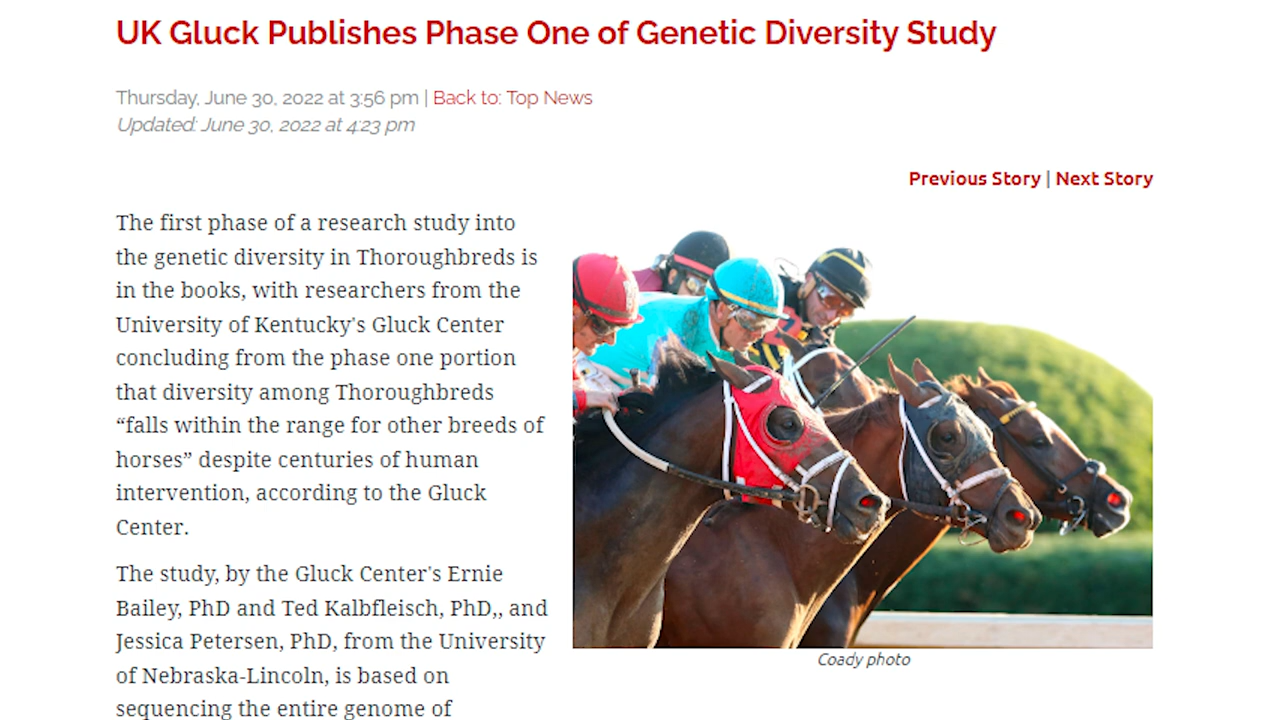 UK Gluck Publishes Phase One of Genetic Diversity Study
Thursday, June 30, 2022 at 3:56 pm | Back to: Top News
Updated: June 30, 2022 at 4:23 pm
Previous Story | Next Story
The first phase of a research study into
the genetic diversity in Thoroughbreds is
in the books, with researchers from the
University of Kentucky's Gluck Center
concluding from the phase one portion
that diversity among Thoroughbreds
“falls within the range for other breeds of
horses” despite centuries of human
intervention, according to the Gluck
Center.
The study, by the Gluck Center's Ernie
Bailey, PhD and Ted Kalbfleisch, PhD,, and
Jessica Petersen, PhD, from the University
of Nebraska-Lincoln, is based on
sequencing the entire genome of
Coady photo